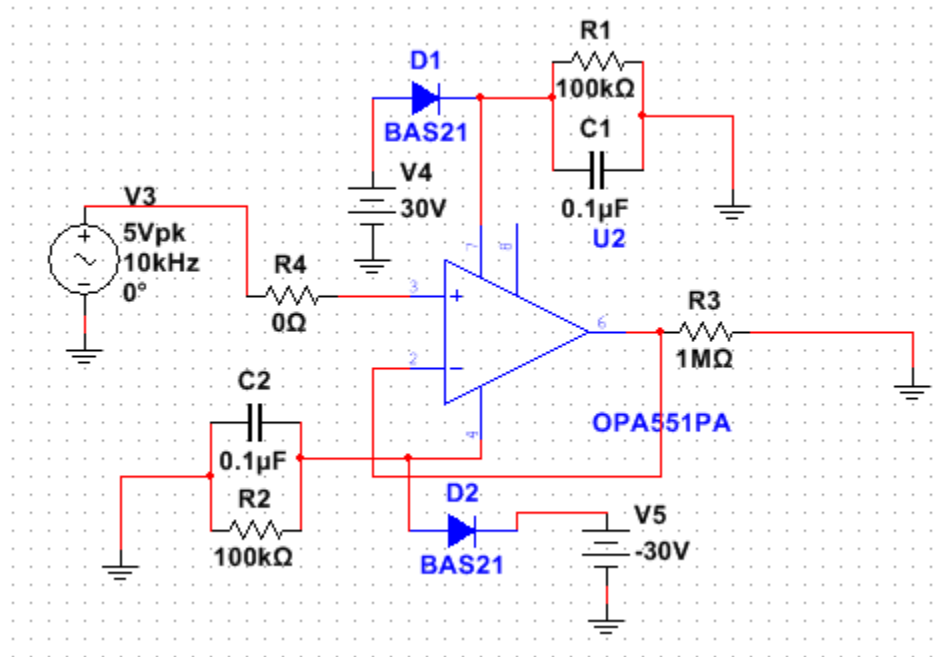 R1
D1
100kΩ
BAS21
C1
V4
30V
0.1µF
V3
U2
5Vpk
7
8
10kHz
R4
0°
3
+
0Ω
R3
6
1MΩ
2
−
C2
OPA551PA
4
0.1µF
D2
R2
V5
-30V
100kΩ
BAS21